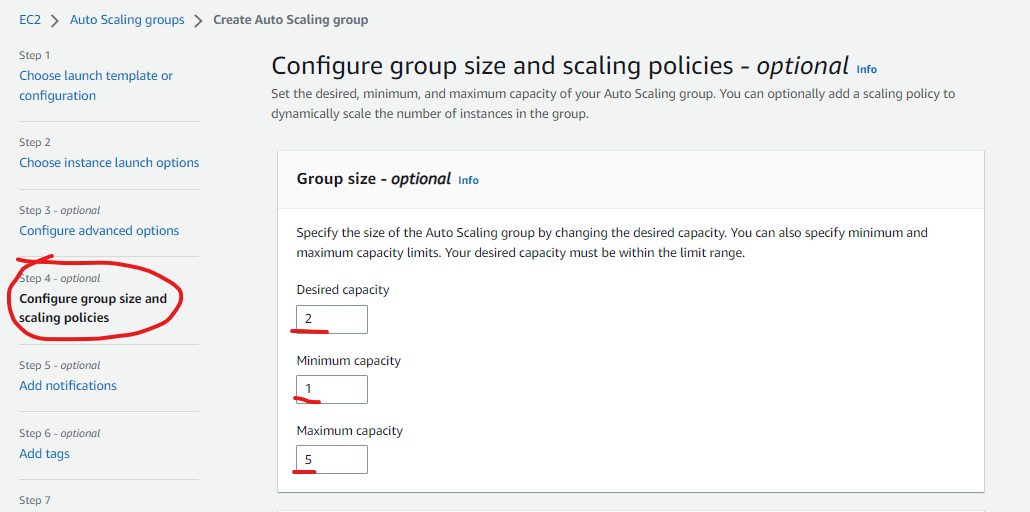 EC2 > Auto Scaling groups > Create Auto Scaling group
Step 1
Choose launch template or
configuration
Step 2
Choose instance launch options
Step 3 - optional
Configure advanced options
Step 4 - optional
Configure group size and
scaling policies
Step 5 - optional
Add notifications
Step 6 - optional
Add tags
Step 7
Configure group size and scaling policies - optional Info
Set the desired, minimum, and maximum capacity of your Auto Scaling group. You can optionally add a scaling policy to
dynamically scale the number of instances in the group.
Group size - optional Info
Specify the size of the Auto Scaling group by changing the desired capacity. You can also specify minimum and
maximum capacity limits. Your desired capacity must be within the limit range.
Desired capacity
2
Minimum capacity
1
Maximum capacity
5